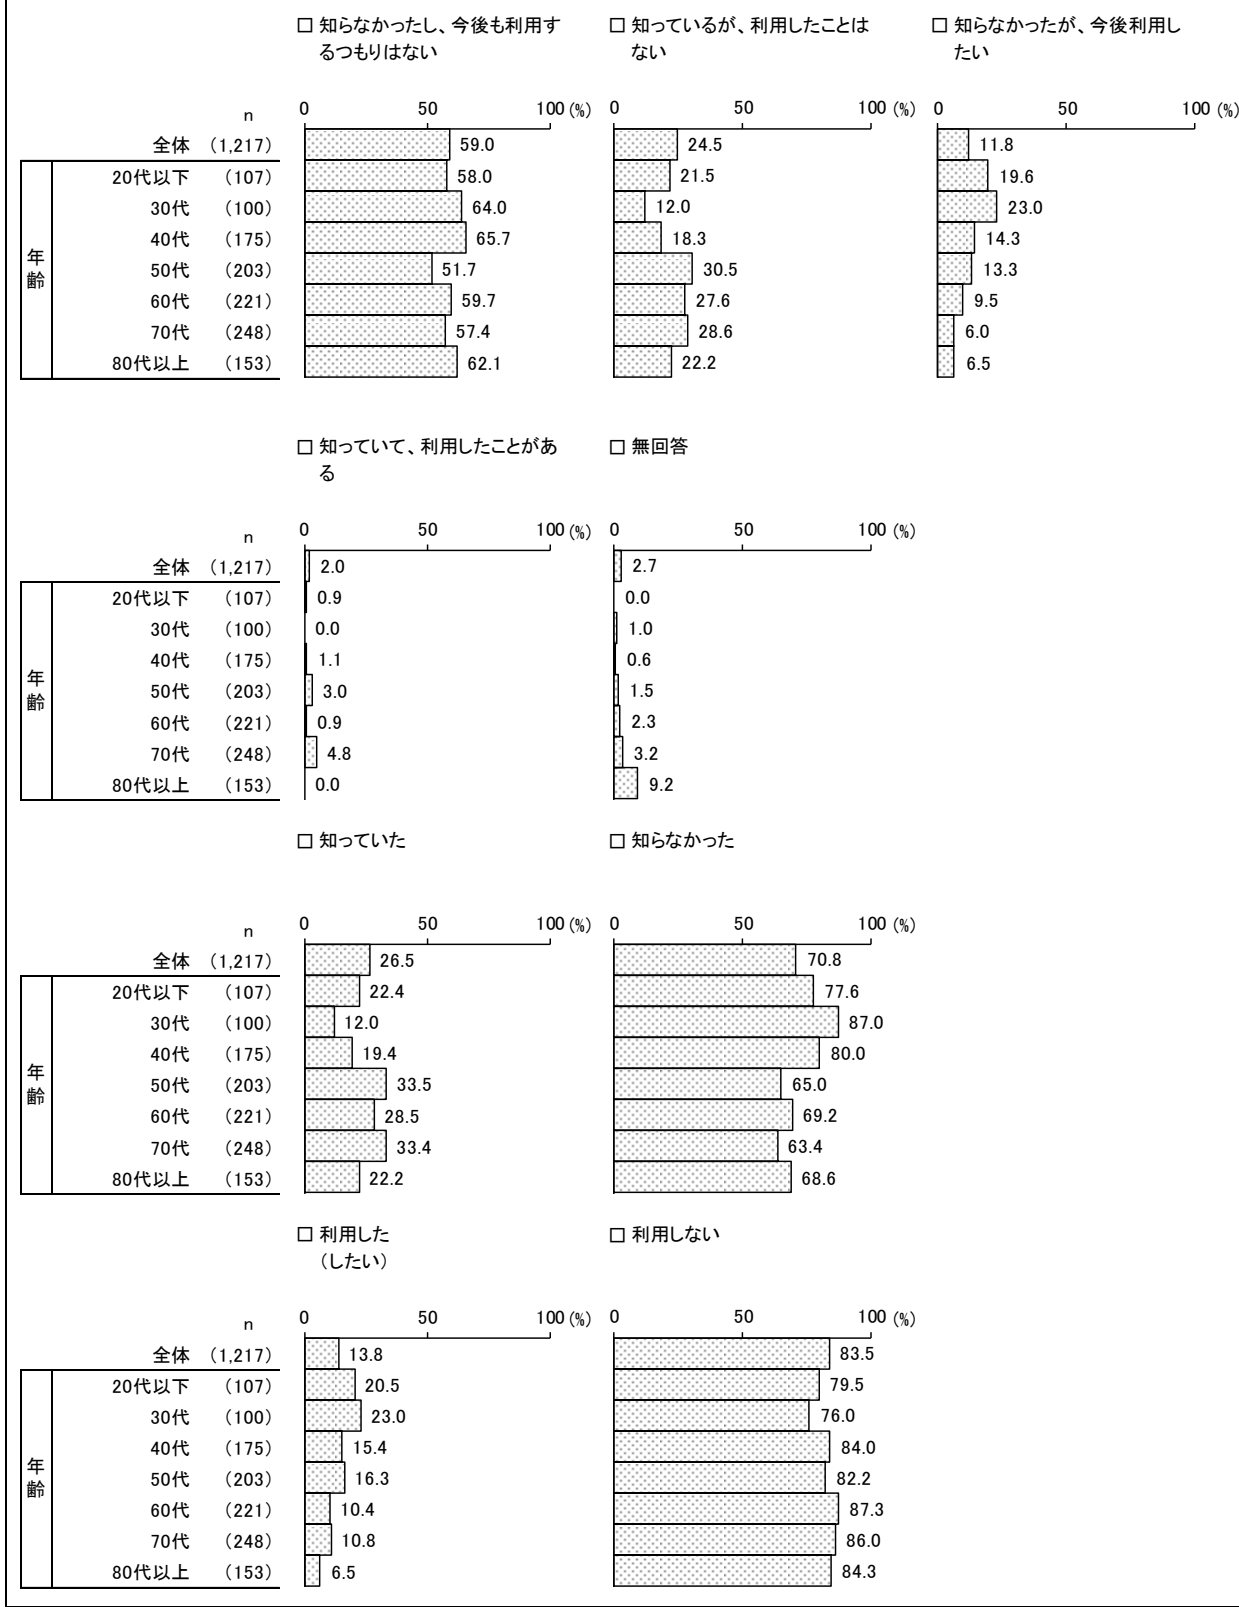 □ 知らなかったし、今後も利用す □ 知っているが、利用したことは □ 知らなかったが、今後利用し
るつもりはない ない たい
n 0 50 100 (%) 0 50 100 (%) 0 50 100 (%)
全体 (1,217) 59.0 24.5 11.8
20代以下 (107) 58.0 21.5 19.6
30代 (100) 64.0 12.0 23.0
40代 (175) 65.7 18.3 14.3
年齢 50代 (203) 51.7 30.5 13.3
60代 (221) 59.7 27.6 9.5
70代 (248) 57.4 28.6 6.0
80代以上 (153) 62.1 22.2 6.5
□ 知っていて、利用したことがあ □ 無回答
る
n 0 50 100 (%) 0 50 100 (%)
全体 (1,217) 2.0 2.7
20代以下 (107) 0.9 0.0
30代 (100) 0.0 1.0
40代 (175) 1.1 0.6
年齢 50代 (203) 3.0 1.5
60代 (221) 0.9 2.3
70代 (248) 4.8 3.2
80代以上 (153) 0.0 9.2
□ 知っていた □ 知らなかった
n 0 50 100 (%) 0 50 100 (%)
全体 (1,217) 26.5 70.8
20代以下 (107) 22.4 77.6
30代 (100) 12.0 87.0
40代 (175) 19.4 80.0
年齢 50代 (203) 33.5 65.0
60代 (221) 28.5 69.2
70代 (248) 33.4 63.4
80代以上 (153) 22.2 68.6
□ 利用した □ 利用しない
(したい)
n 0 50 100 (%) 0 50 100 (%)
全体 (1,217) 13.8 83.5
20代以下 (107) 20.5 79.5
30代 (100) 23.0 76.0
40代 (175) 15.4 84.0
年齢 50代 (203) 16.3 82.2
60代 (221) 10.4 87.3
70代 (248) 10.8 86.0
80代以上 (153) 6.5 84.3